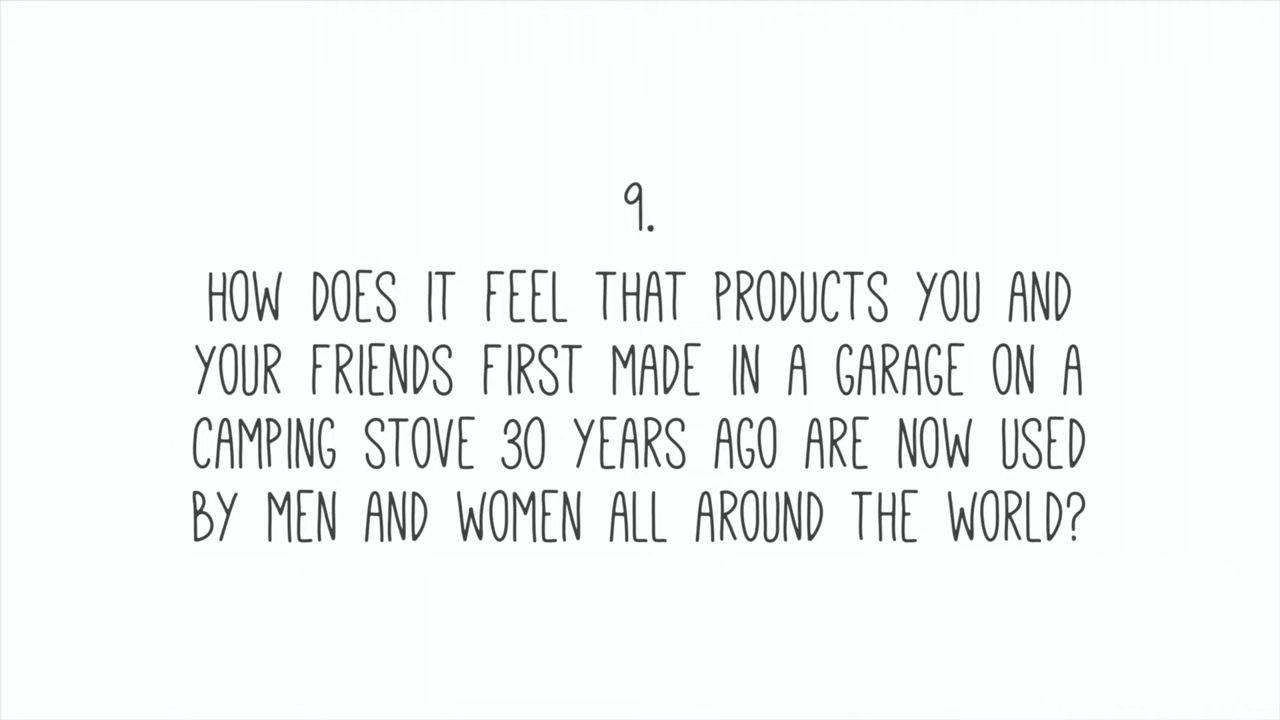 9.
HOW DOES IT FEEL THAT PRODUCTS YOU AND
YOUR FRIENDS FIRST MADE IN A GARAGE ON A
CAMPING STOVE 30 YEARS AGO ARE NOW USED
BY MEN AND WOMEN ALL AROUND THE WORLD?